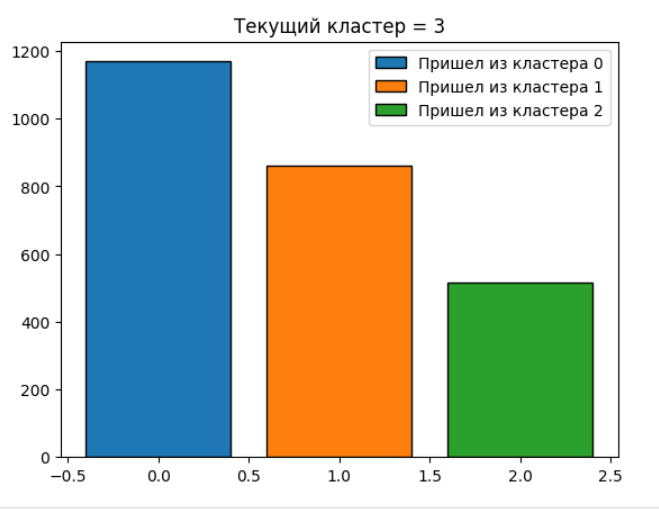 Текущий кластер = 3
1200
1000
800
600
400
200
0
Пришел из кластера 0
Пришел из кластера 1
Пришел из кластера 2
−0.5 0.0 0.5 1.0 1.5 2.0 2.5